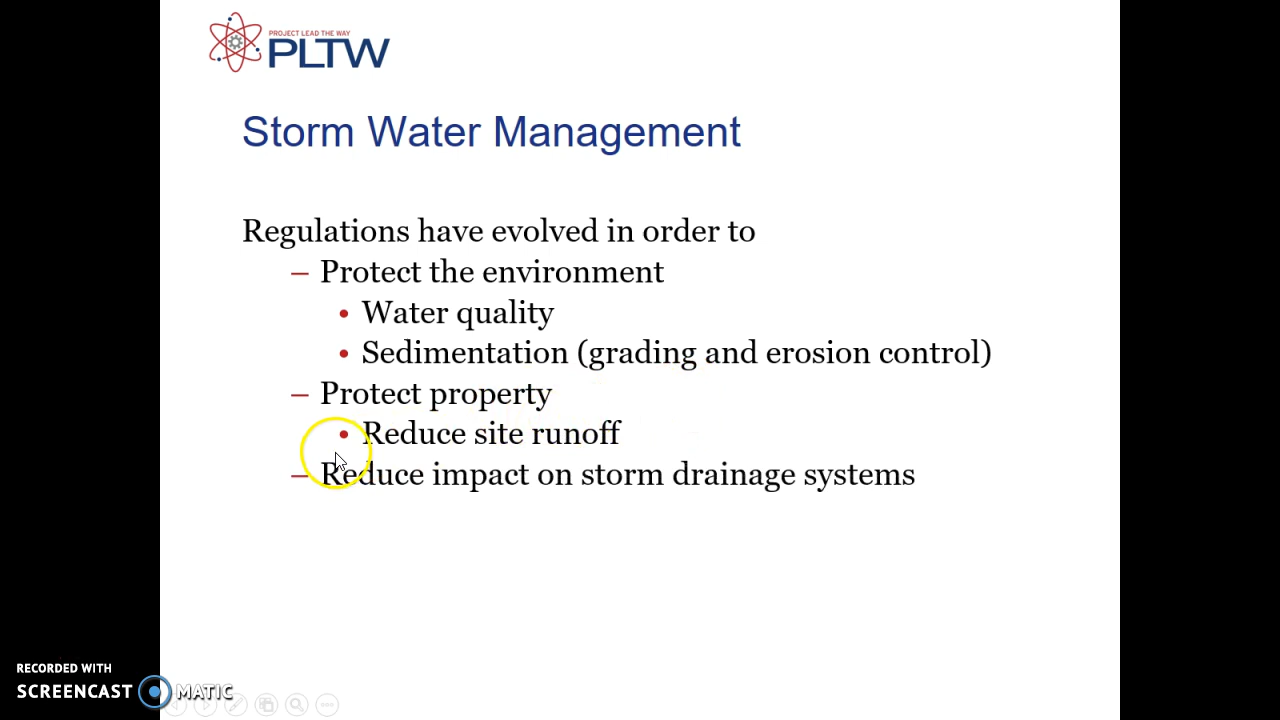 PROJECT LEAD THE WAY
PLTW
Storm Water Management
Regulations have evolved in order to
– Protect the environment
• Water quality
• Sedimentation (grading and erosion control)
– Protect property
• Reduce site runoff
– Reduce impact on storm drainage systems
RECORDED WITH
SCREENCAST MATIC